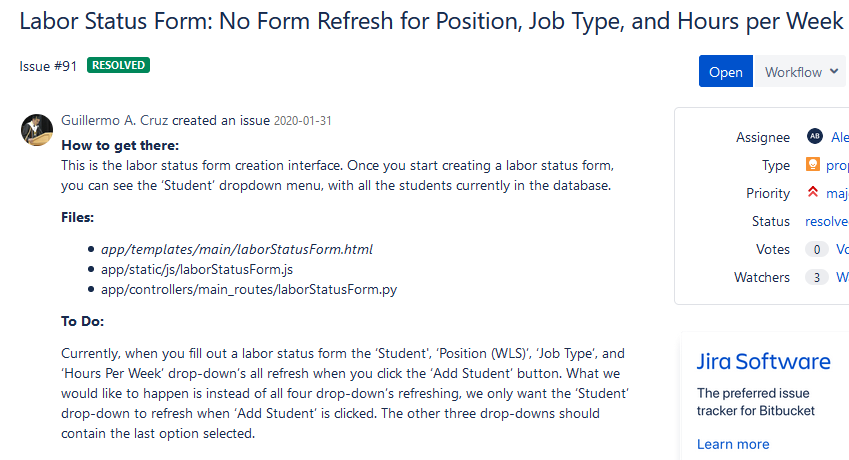 Labor Status Form: No Form Refresh for Position, Job Type, and Hours per Week
Issue #91 RESOLVED
Open Workflow
Guillermo A. Cruz created an issue 2020-01-31
How to get there:
This is the labor status form creation interface. Once you start creating a labor status form,
you can see the ‘Student’ dropdown menu, with all the students currently in the database.
Files:
app/templates/main/laborStatusForm.html
app/static/js/laborStatusForm.js
app/controllers/main_routes/laborStatusForm.py
To Do:
Currently, when you fill out a labor status form the ‘Student’, ‘Position (WLS)’, ‘Job Type’, and
‘Hours Per Week’ drop-down’s all refresh when you click the ‘Add Student’ button. What we
would like to happen is instead of all four drop-down’s refreshing, we only want the ‘Student’
drop-down to refresh when ‘Add Student’ is clicked. The other three drop-downs should
contain the last option selected.
Assignee AB Ale
Type prop
Priority majo
Status resolve
Votes 0 Vo
Watchers 3 W
Jira Software
The preferred issue
tracker for Bitbucket
Learn more